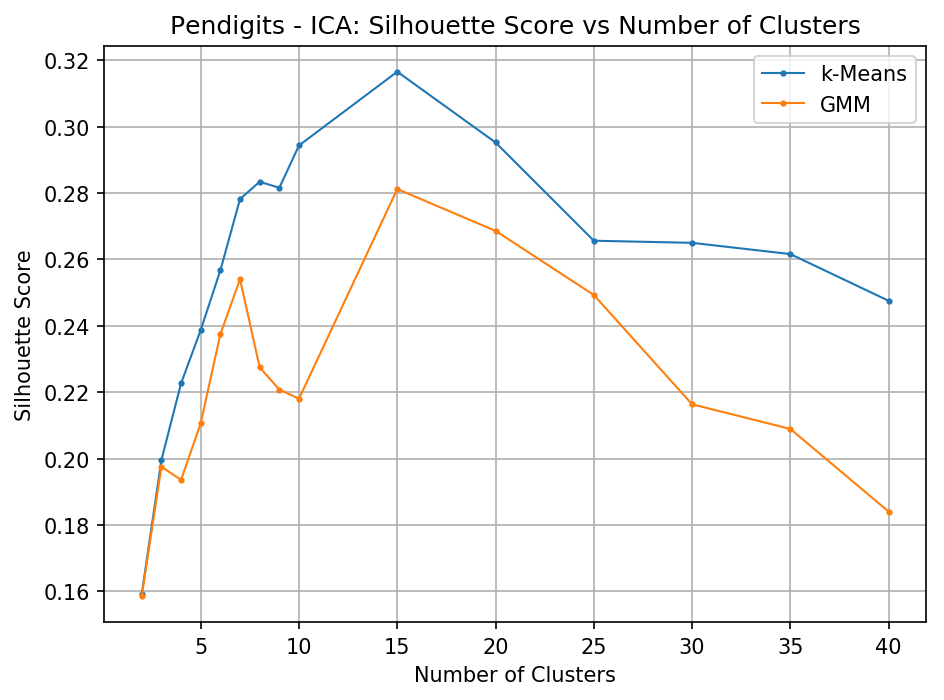 Pendigits - ICA: Silhouette Score vs Number of Clusters
k-Means
GMM
Silhouette Score
0.32
0.30
0.28
0.26
0.24
0.22
0.20
0.18
0.16
5 10 15 20 25 30 35 40
Number of Clusters